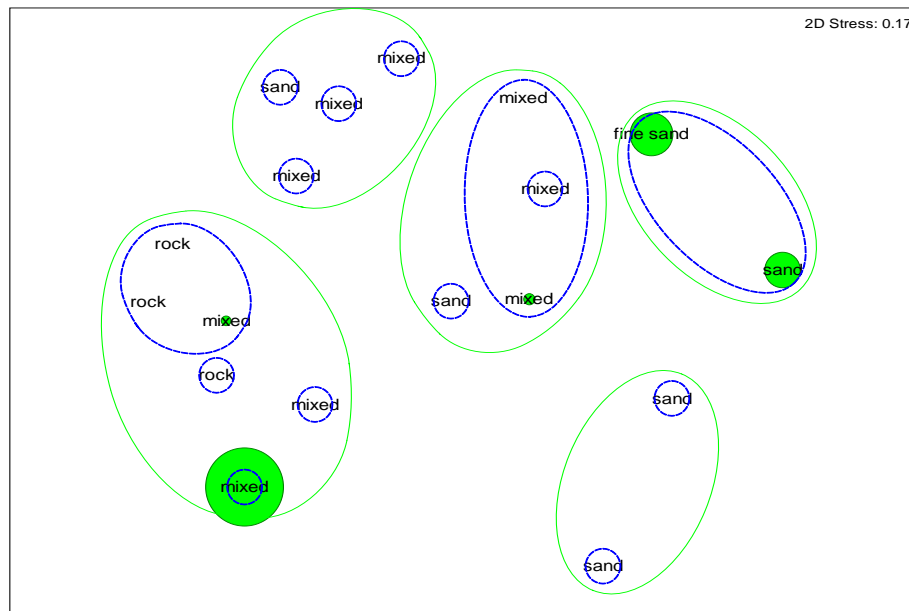 2D Stress: 0.17
mixed
sand
mixed
mixed
mixed
mixed
sand
mixed
fine sand
sand
rock
rock
mixed
rock
mixed
mixed
sand
sand